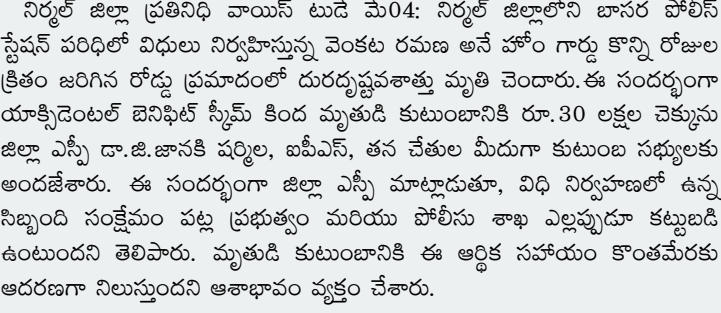 నిర్మల్ జిల్లా ప్రతినిధి వాయిస్ టుడే మే04: నిర్మల్ జిల్లాలోని బాసర పోలీస్
స్టేషన్ పరిధిలో విధులు నిర్వహిస్తున్న వెంకట రమణ అనే హోం గార్డు కొన్ని రోజుల
క్రితం జరిగిన రోడ్డు ప్రమాదంలో దురదృష్టవశాత్తు మృతి చెందారు.ఈ సందర్భంగా
యాక్సిడెంటల్ బెనిఫిట్ స్కీమ్ కింద మృతుడి కుటుంబానికి రూ.30 లక్షల చెక్కును
జిల్లా ఎస్పీ డా.జి.జానకి షర్మిల, ఐపీఎస్, తన చేతుల మీదుగా కుటుంబ సభ్యులకు
అందజేశారు. ఈ సందర్భంగా జిల్లా ఎస్పీ మాట్లాడుతూ, విధి నిర్వహణలో ఉన్న
సిబ్బంది సంక్షేమం పట్ల ప్రభుత్వం మరియు పోలీసు శాఖ ఎల్లప్పుడూ కట్టుబడి
ఉంటుందని తెలిపారు. మృతుడి కుటుంబానికి ఈ ఆర్థిక సహాయం కొంతమేరకు
ఆదరణగా నిలుస్తుందని ఆశాభావం వ్యక్తం చేశారు.